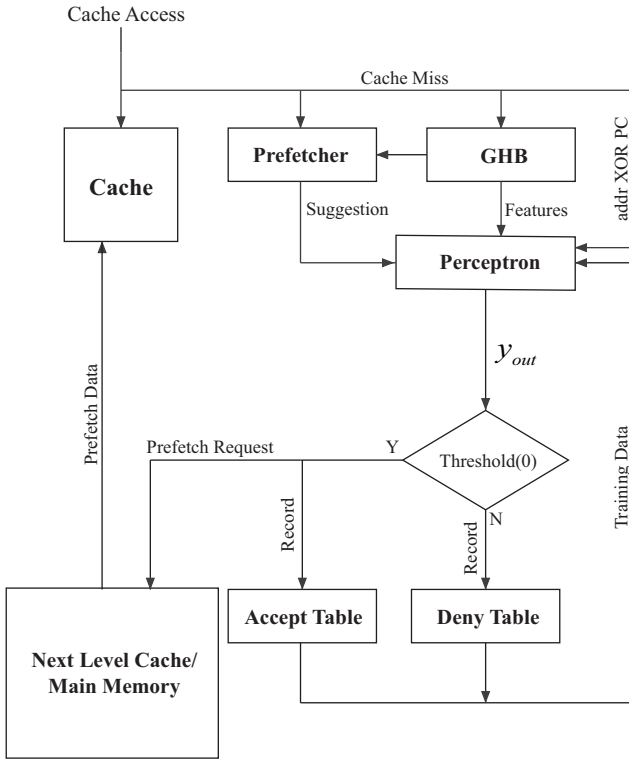 Cache Access
Cache Miss
Prefetcher
GHB
Cache
addr XOR PC
Suggestion
Features
Perceptron
y_out
Prefetch Data
Prefetch Request
Y
Threshold(0)
Training Data
N
Record
Record
Accept Table
Deny Table
Next Level Cache/
Main Memory